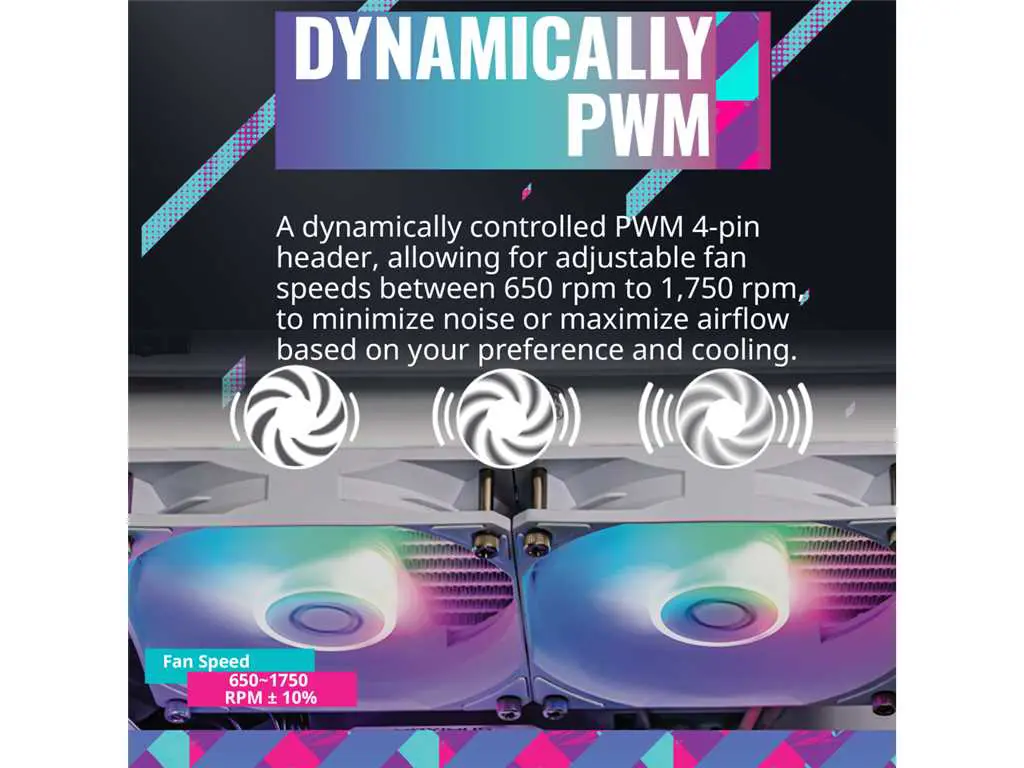 DYNAMICALLY
PWM
A dynamically controlled PWM 4-pin
header, allowing for adjustable fan
speeds between 650 rpm to 1,750 rpm,
to minimize noise or maximize airflow
based on your preference and cooling.
Fan Speed
650~1750
RPM ± 10%